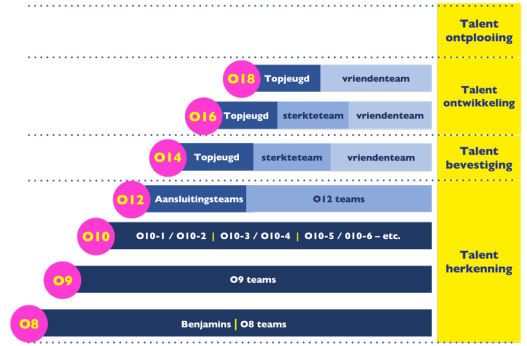 Talent
ontplooiing
O18 Topjeugd vriendenteam
Talent
ontwikkeling
O16 Topjeugd sterkteteam vriendenteam
O14 Topjeugd sterkteteam vriendenteam
Talent
bevestiging
O12 Aansluitingsteams O12 teams
O10 O10-1 / O10-2 | O10-3 / O10-4 | O10-5 / 010-6 – etc.
Talent
herkenning
O9 O9 teams
O8 Benjamins | O8 teams